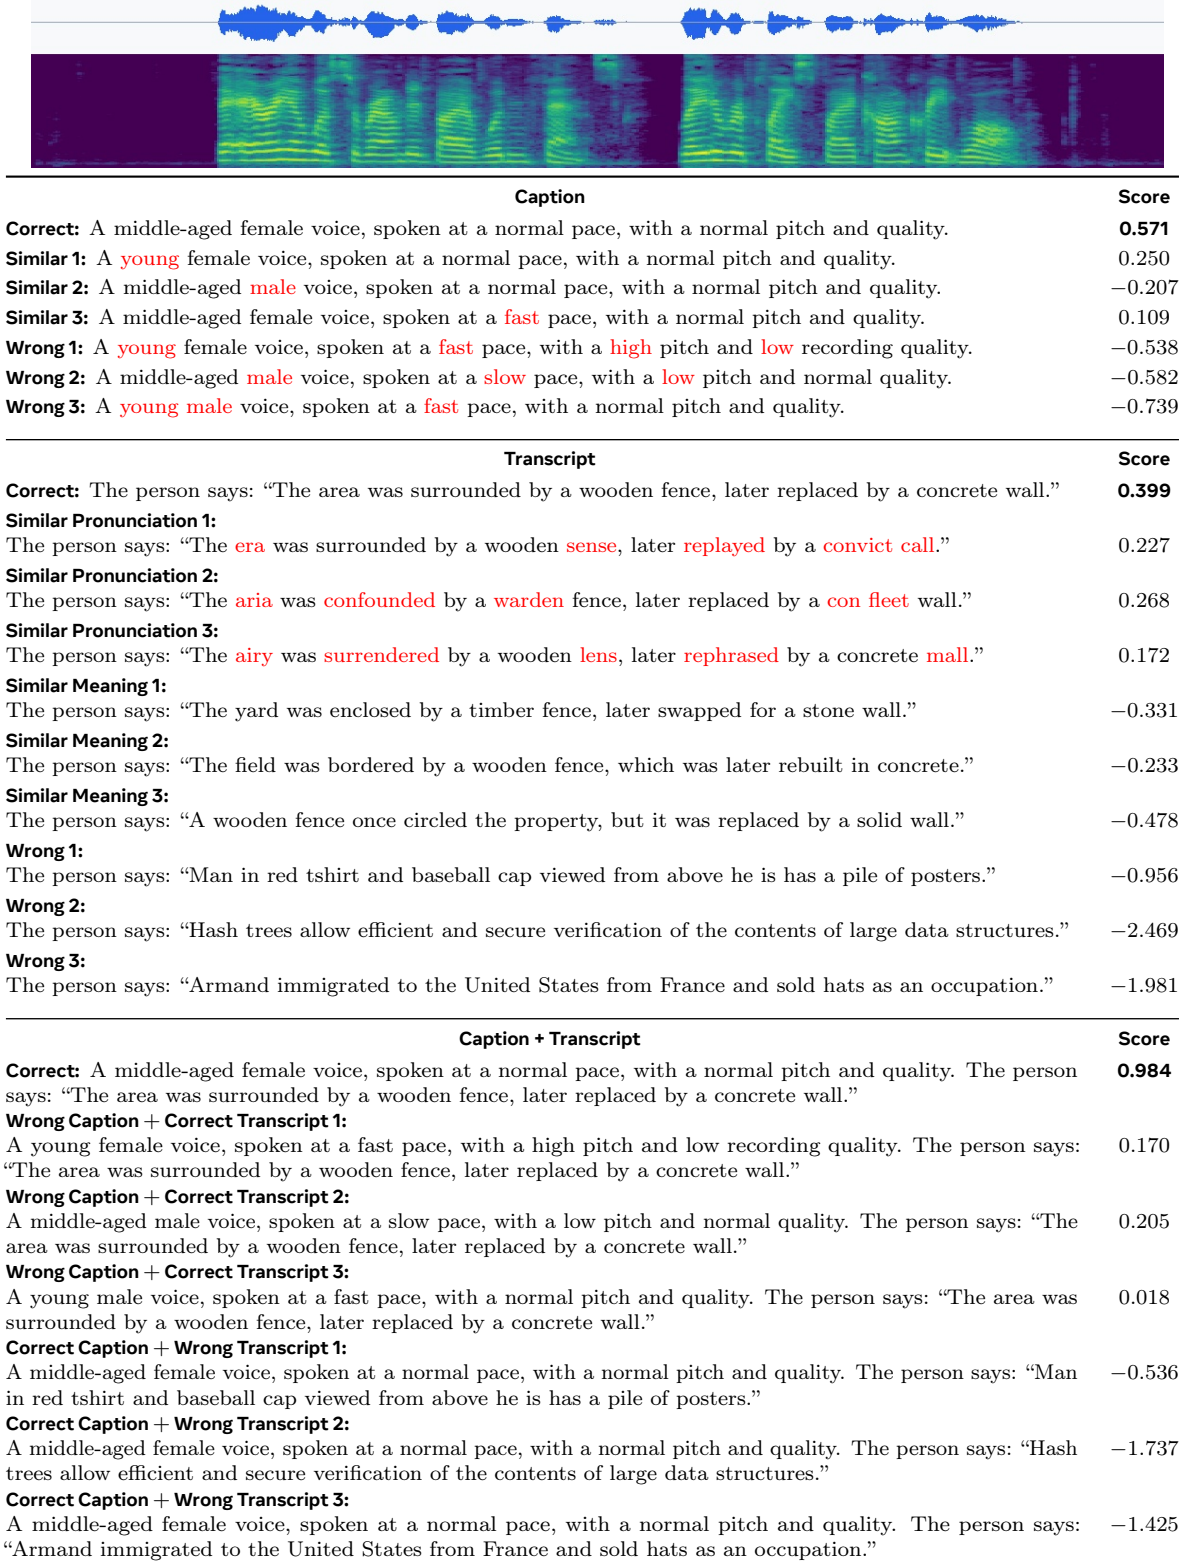 Caption Score
Correct: A middle-aged female voice, spoken at a normal pace, with a normal pitch and quality. 0.571
Similar 1: A young female voice, spoken at a normal pace, with a normal pitch and quality. 0.250
Similar 2: A middle-aged male voice, spoken at a normal pace, with a normal pitch and quality. −0.207
Similar 3: A middle-aged female voice, spoken at a fast pace, with a normal pitch and quality. 0.109
Wrong 1: A young female voice, spoken at a fast pace, with a high pitch and low recording quality. −0.538
Wrong 2: A middle-aged male voice, spoken at a slow pace, with a low pitch and normal quality. −0.582
Wrong 3: A young male voice, spoken at a fast pace, with a normal pitch and quality. −0.739
Transcript Score
Correct: The person says: “The area was surrounded by a wooden fence, later replaced by a concrete wall.” 0.399
Similar Pronunciation 1:
The person says: “The era was surrounded by a wooden sense, later replayed by a convict call.” 0.227
Similar Pronunciation 2:
The person says: “The aria was confounded by a warden fence, later replaced by a con fleet wall.” 0.268
Similar Pronunciation 3:
The person says: “The airy was surrendered by a wooden lens, later rephrased by a concrete mall.” 0.172
Similar Meaning 1:
The person says: “The yard was enclosed by a timber fence, later swapped for a stone wall.” −0.331
Similar Meaning 2:
The person says: “The field was bordered by a wooden fence, which was later rebuilt in concrete.” −0.233
Similar Meaning 3:
The person says: “A wooden fence once circled the property, but it was replaced by a solid wall.” −0.478
Wrong 1:
The person says: “Man in red tshirt and baseball cap viewed from above he is has a pile of posters.” −0.956
Wrong 2:
The person says: “Hash trees allow efficient and secure verification of the contents of large data structures.” −2.469
Wrong 3:
The person says: “Armand immigrated to the United States from France and sold hats as an occupation.” −1.981
Caption + Transcript Score
Correct: A middle-aged female voice, spoken at a normal pace, with a normal pitch and quality. The person 0.984
says: “The area was surrounded by a wooden fence, later replaced by a concrete wall.”
Wrong Caption + Correct Transcript 1:
A young female voice, spoken at a fast pace, with a high pitch and low recording quality. The person says: 0.170
“The area was surrounded by a wooden fence, later replaced by a concrete wall.”
Wrong Caption + Correct Transcript 2:
A middle-aged male voice, spoken at a slow pace, with a low pitch and normal quality. The person says: “The 0.205
area was surrounded by a wooden fence, later replaced by a concrete wall.”
Wrong Caption + Correct Transcript 3:
A young male voice, spoken at a fast pace, with a normal pitch and quality. The person says: “The area was 0.018
surrounded by a wooden fence, later replaced by a concrete wall.”
Correct Caption + Wrong Transcript 1:
A middle-aged female voice, spoken at a normal pace, with a normal pitch and quality. The person says: “Man −0.536
in red tshirt and baseball cap viewed from above he is has a pile of posters.”
Correct Caption + Wrong Transcript 2:
A middle-aged female voice, spoken at a normal pace, with a normal pitch and quality. The person says: “Hash −1.737
trees allow efficient and secure verification of the contents of large data structures.”
Correct Caption + Wrong Transcript 3:
A middle-aged female voice, spoken at a normal pace, with a normal pitch and quality. The person says: −1.425
“Armand immigrated to the United States from France and sold hats as an occupation.”